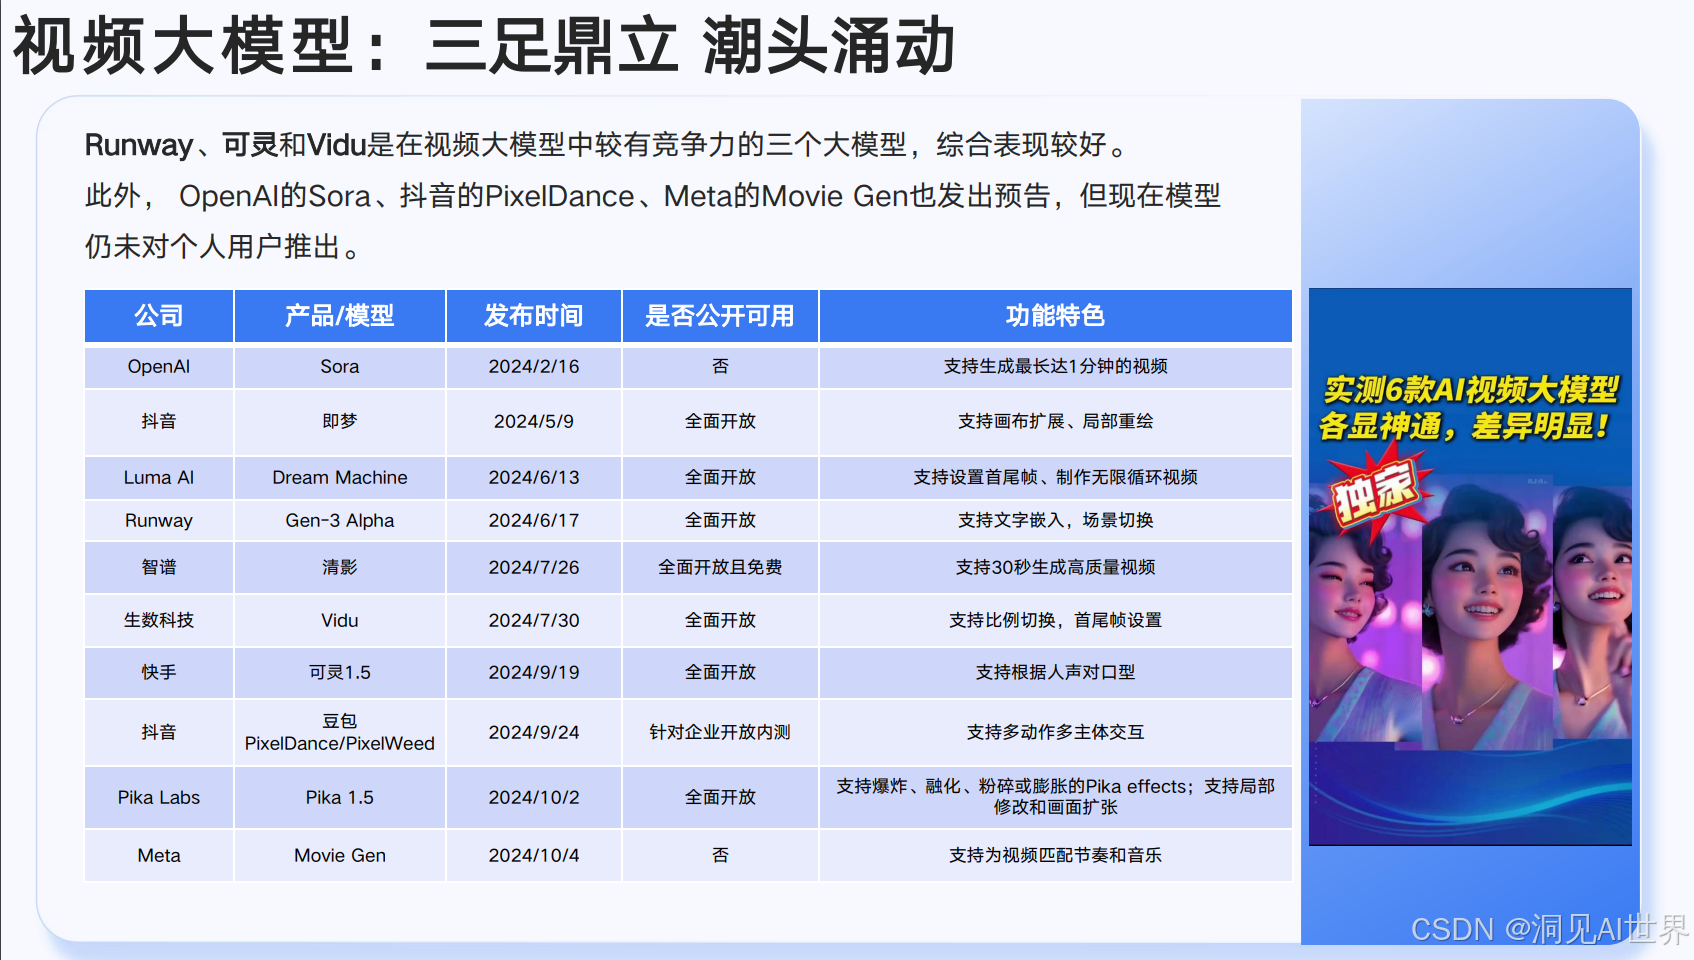 视频大模型：三足鼎立 潮头涌动
Runway、可灵和Vidu是在视频大模型中较有竞争力的三个大模型，综合表现较好。
此外， OpenAI的Sora、抖音的PixelDance、Meta的Movie Gen也发出预告，但现在模型
仍未对个人用户推出。
公司 产品/模型 发布时间 是否公开可用 功能特色
OpenAI Sora 2024/2/16 否 支持生成最长达1分钟的视频
抖音 即梦 2024/5/9 全面开放 支持画布扩展、局部重绘
Luma AI Dream Machine 2024/6/13 全面开放 支持设置首尾帧、制作无限循环视频
Runway Gen-3 Alpha 2024/6/17 全面开放 支持文字嵌入，场景切换
智谱 清影 2024/7/26 全面开放且免费 支持30秒生成高质量视频
生数科技 Vidu 2024/7/30 全面开放 支持比例切换，首尾帧设置
快手 可灵1.5 2024/9/19 全面开放 支持根据人声对口型
抖音 豆包
PixelDance/PixelWeed 2024/9/24 针对企业开放内测 支持多动作多主体交互
Pika Labs Pika 1.5 2024/10/2 全面开放 支持爆炸、融化、粉碎或膨胀的Pika effects；支持局部
修改和画面扩张
Meta Movie Gen 2024/10/4 否 支持为视频匹配节奏和音乐
实测6款AI视频大模型
各显神通，差异明显！
独家
CSDN @洞见AI世界